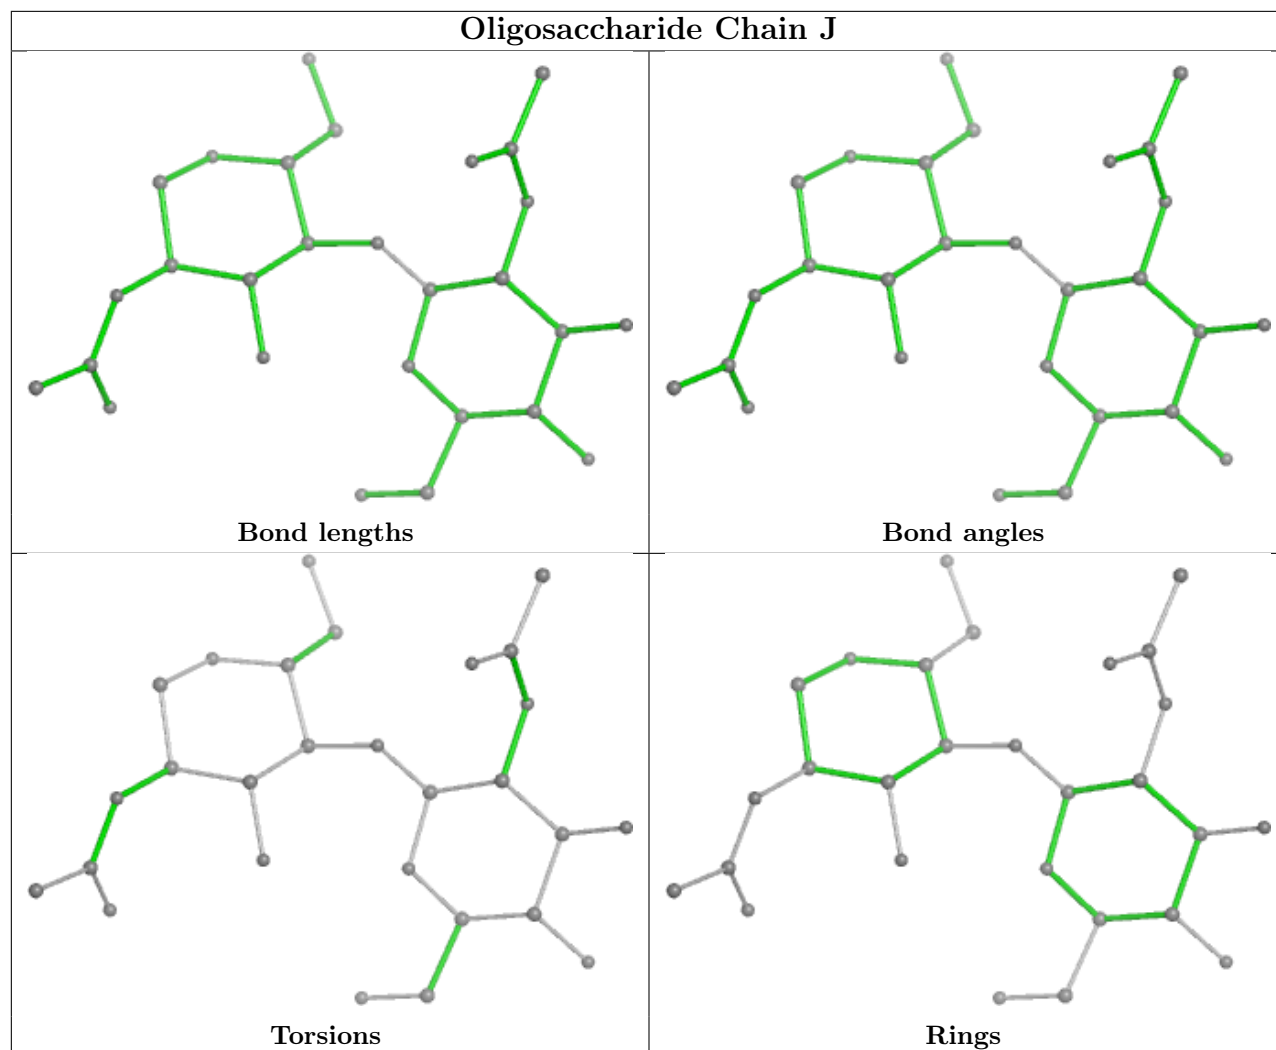 Oligosaccharide Chain J
Bond lengths
Bond angles
Torsions
Rings